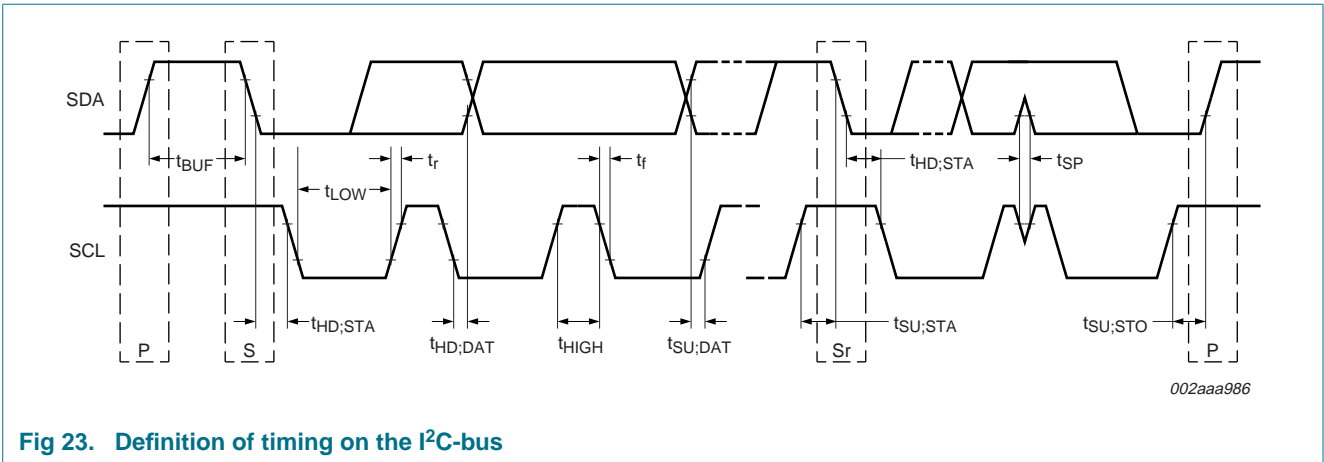 SDA
tBUF
tr
tf
tHD;STA
tSP
tLOW
SCL
tHD;STA
tHD;DAT
tHIGH
tSU;DAT
tSU;STA
tSU;STO
P
S
Sr
P
002aaa986
Fig 23. Definition of timing on the I²C-bus